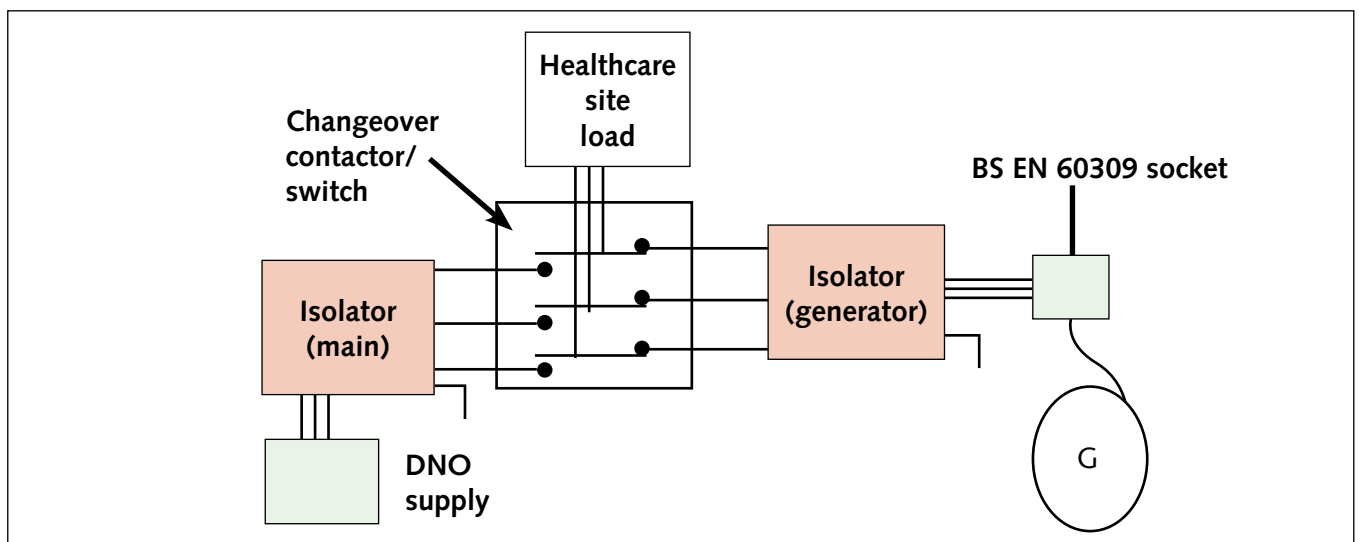 Healthcare
site
load
Changeover
contactor/
switch
BS EN 60309 socket
Isolator
(main)
Isolator
(generator)
DNO
supply
G